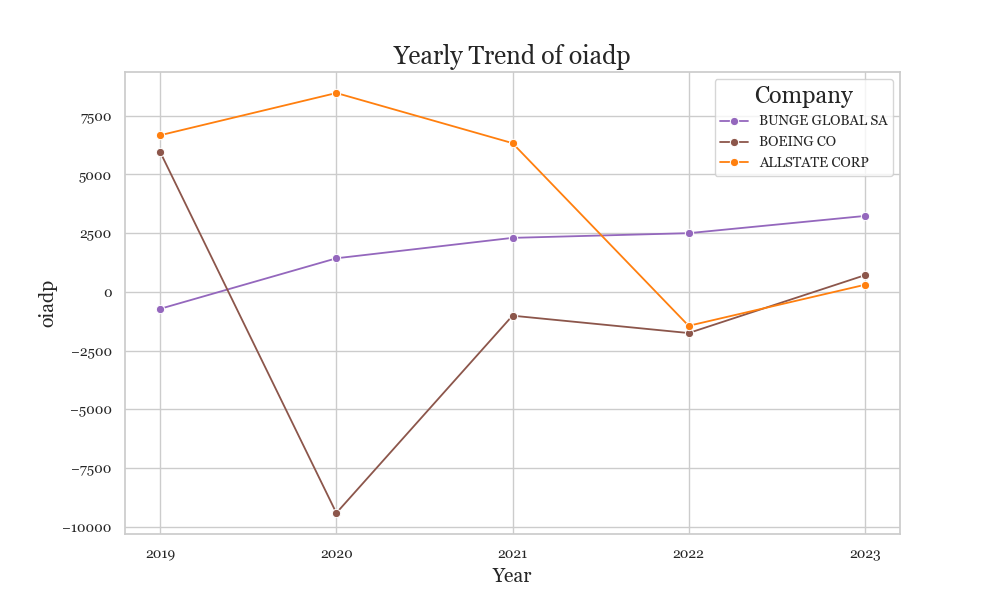 Yearly Trend of oiadp
Company
BUNGE GLOBAL SA
BOEING CO
ALLSTATE CORP
7500
5000
2500
0
−2500
−5000
−7500
−10000
oiadp
2019 2020 2021 2022 2023
Year